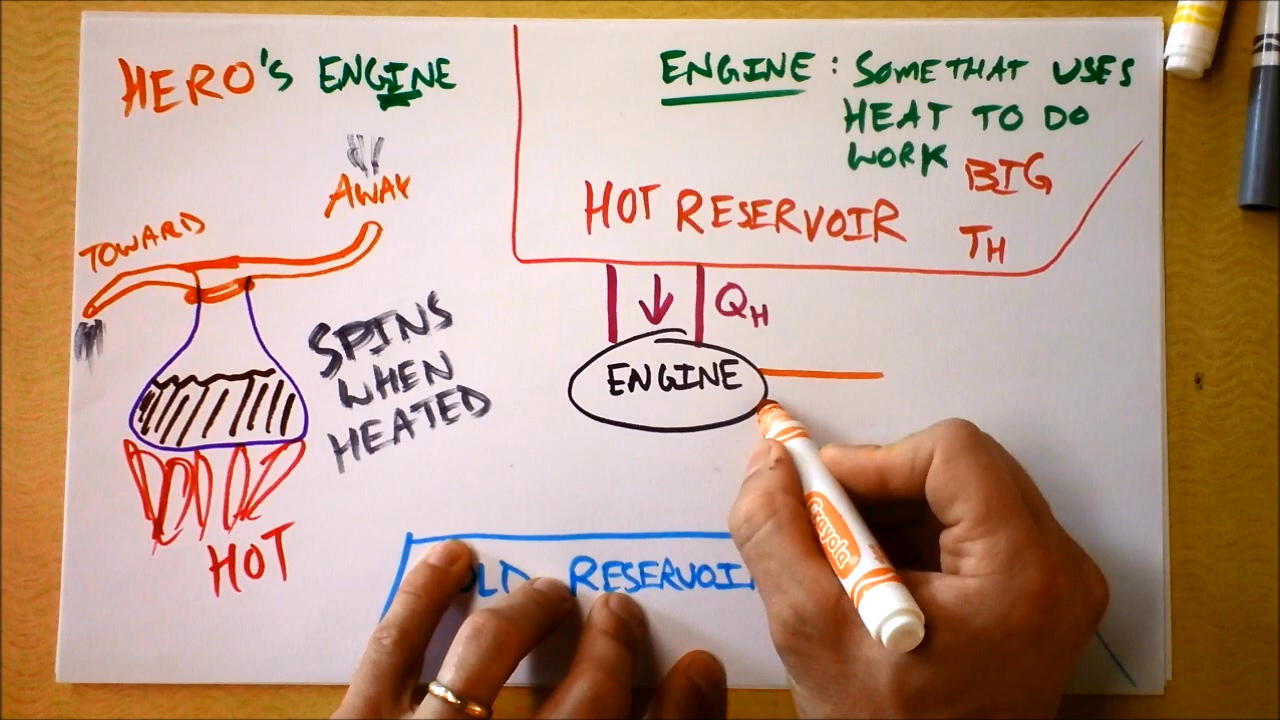 HERO'S ENGINE
ENGINE: SOMETHAT USES
HEAT TO DO
WORK
AWAY
TOWARD
SPINS
WHEN
HEATED
HOT
HOT RESERVOIR
BIG
TH
QH
ENGINE
Crayola